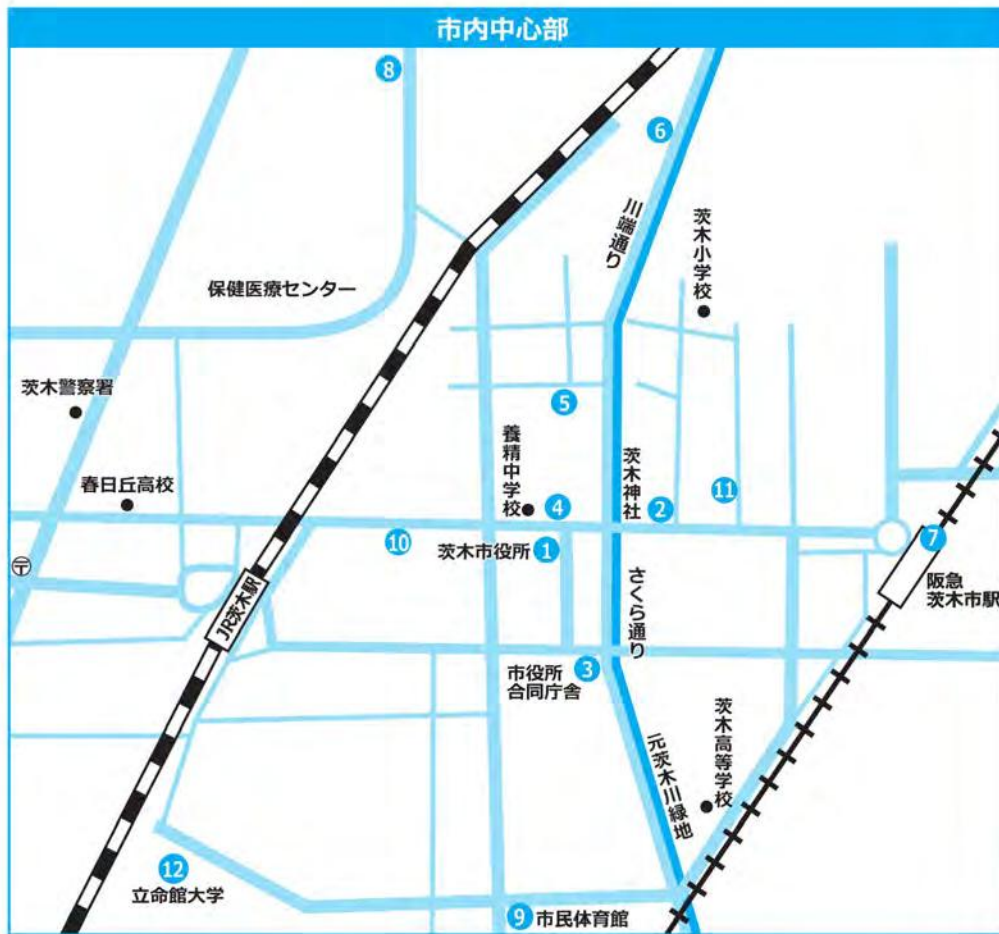 市内中心部
8
6
川端通り
茨木小学校
保健医療センター
茨木警察署
5
養精中学校
茨木神社
春日丘高校
4
2
11
10
茨木市役所
1
7
〒
阪急
茨木市駅
JR茨木駅
さくら通り
市役所
合同庁舎
3
茨木高等学校
元茨木川緑地
12
立命館大学
9
市民体育館